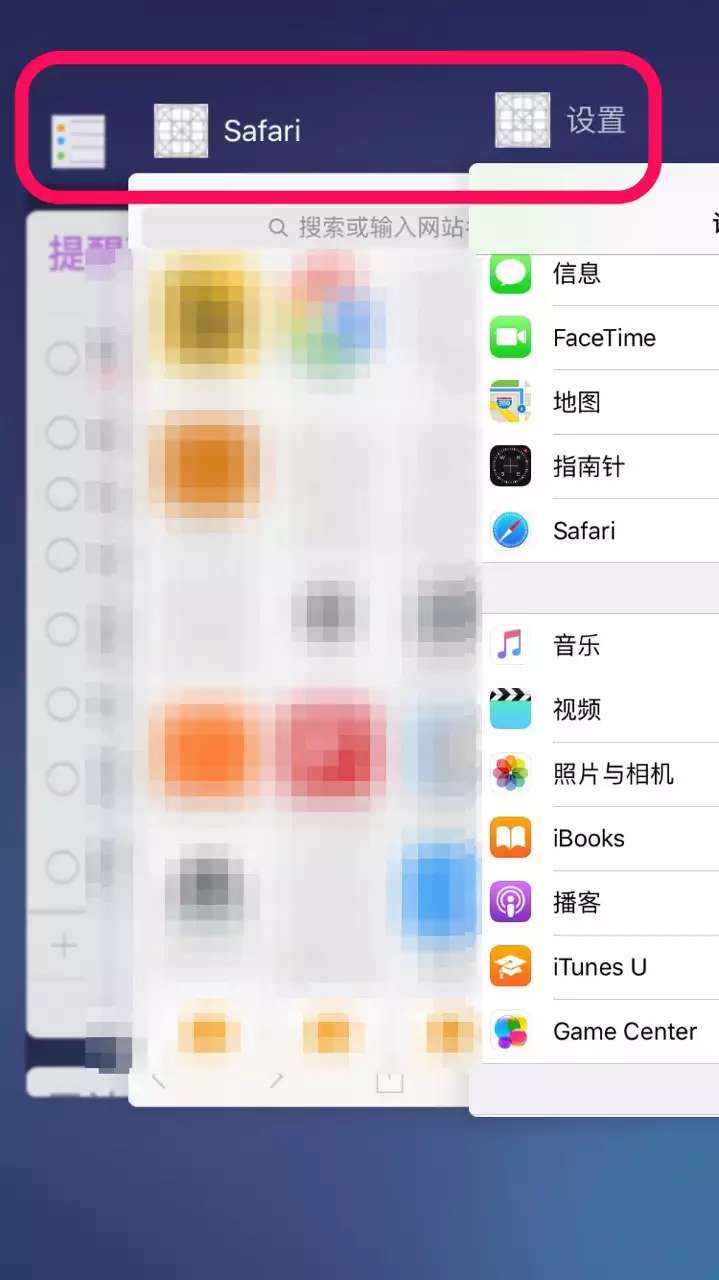 Safari
设置
提醒
搜索或输入网站
信息
FaceTime
地图
指南针
Safari
音乐
视频
照片与相机
iBooks
播客
iTunes U
Game Center